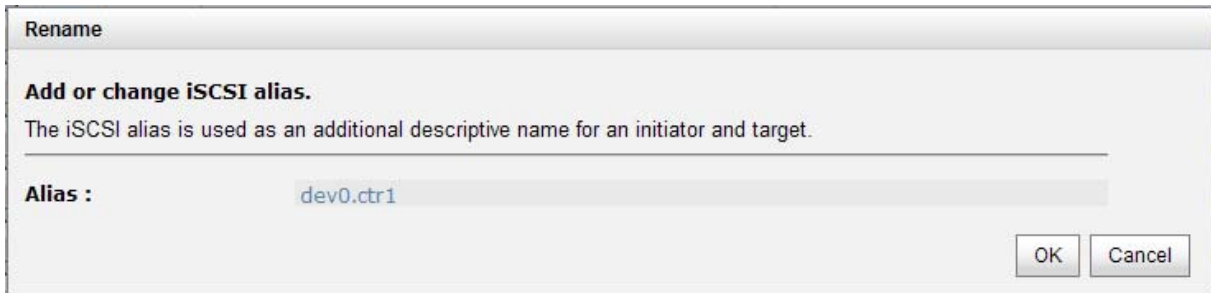 Rename
Add or change iSCSI alias.
The iSCSI alias is used as an additional descriptive name for an initiator and target.
Alias : dev0.ctr1
OK Cancel